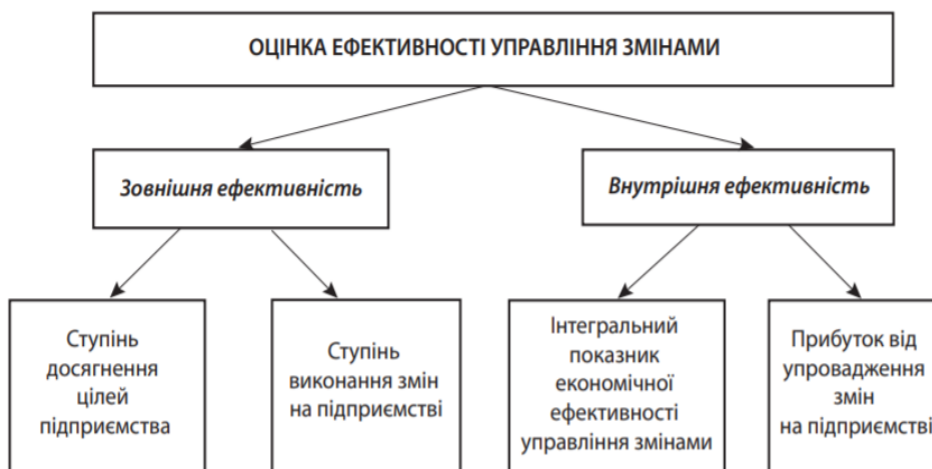 ОЦІНКА ЕФЕКТИВНОСТІ УПРАВЛІННЯ ЗМІНАМИ
Зовнішня ефективність
Внутрішня ефективність
Ступінь
досягнення
цілей
підприємства
Ступінь
виконання змін
на підприємстві
Інтегральний
показник
економічної
ефективності
управління змінами
Прибуток від
упровадження
змін
на підприємстві